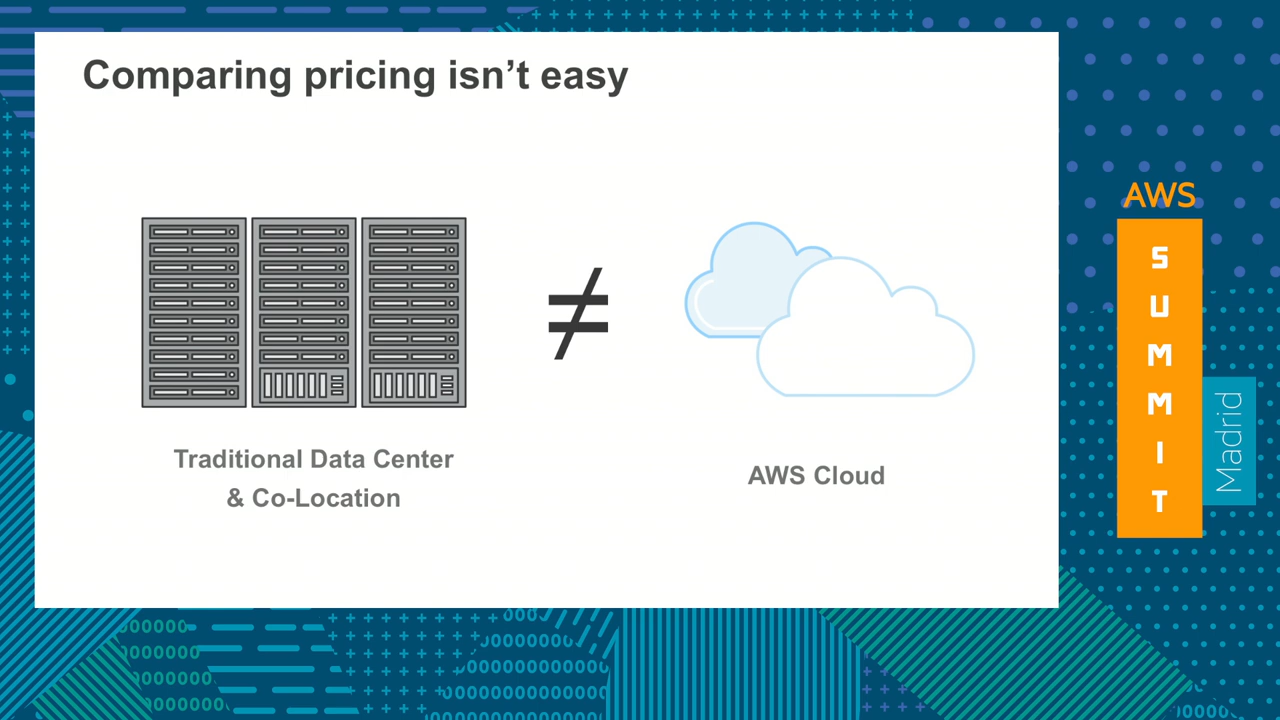 Comparing pricing isn’t easy
≠
Traditional Data Center
& Co-Location
AWS Cloud
AWS
SUMMIT
Madrid